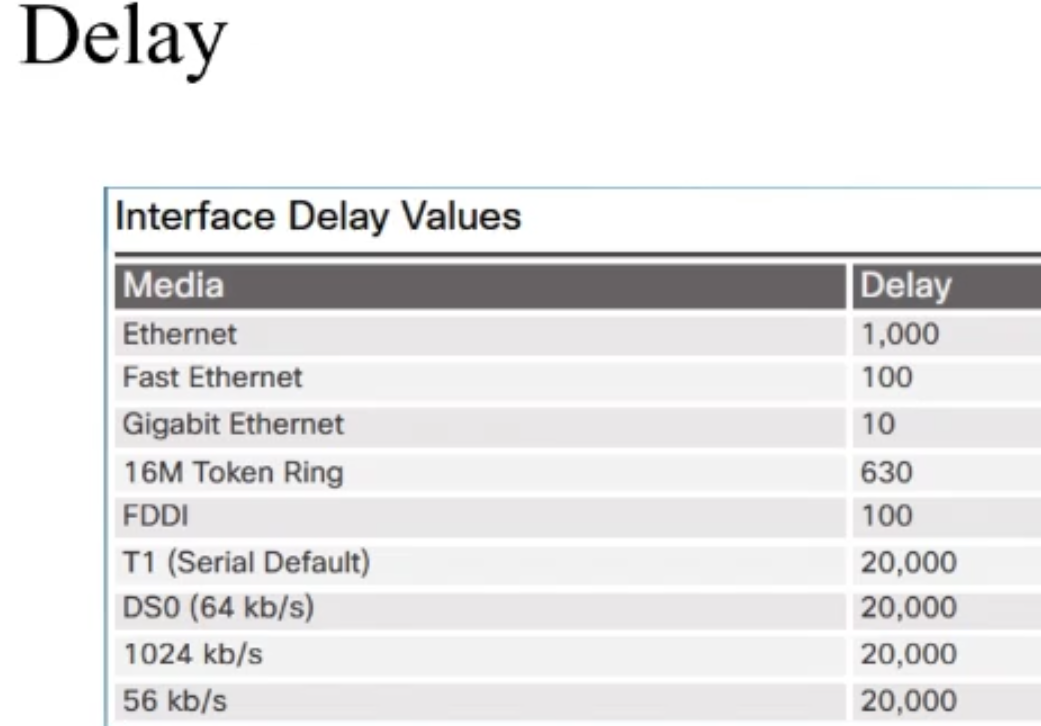 Delay
Interface Delay Values
Media Delay
Ethernet 1,000
Fast Ethernet 100
Gigabit Ethernet 10
16M Token Ring 630
FDDI 100
T1 (Serial Default) 20,000
DS0 (64 kb/s) 20,000
1024 kb/s 20,000
56 kb/s 20,000